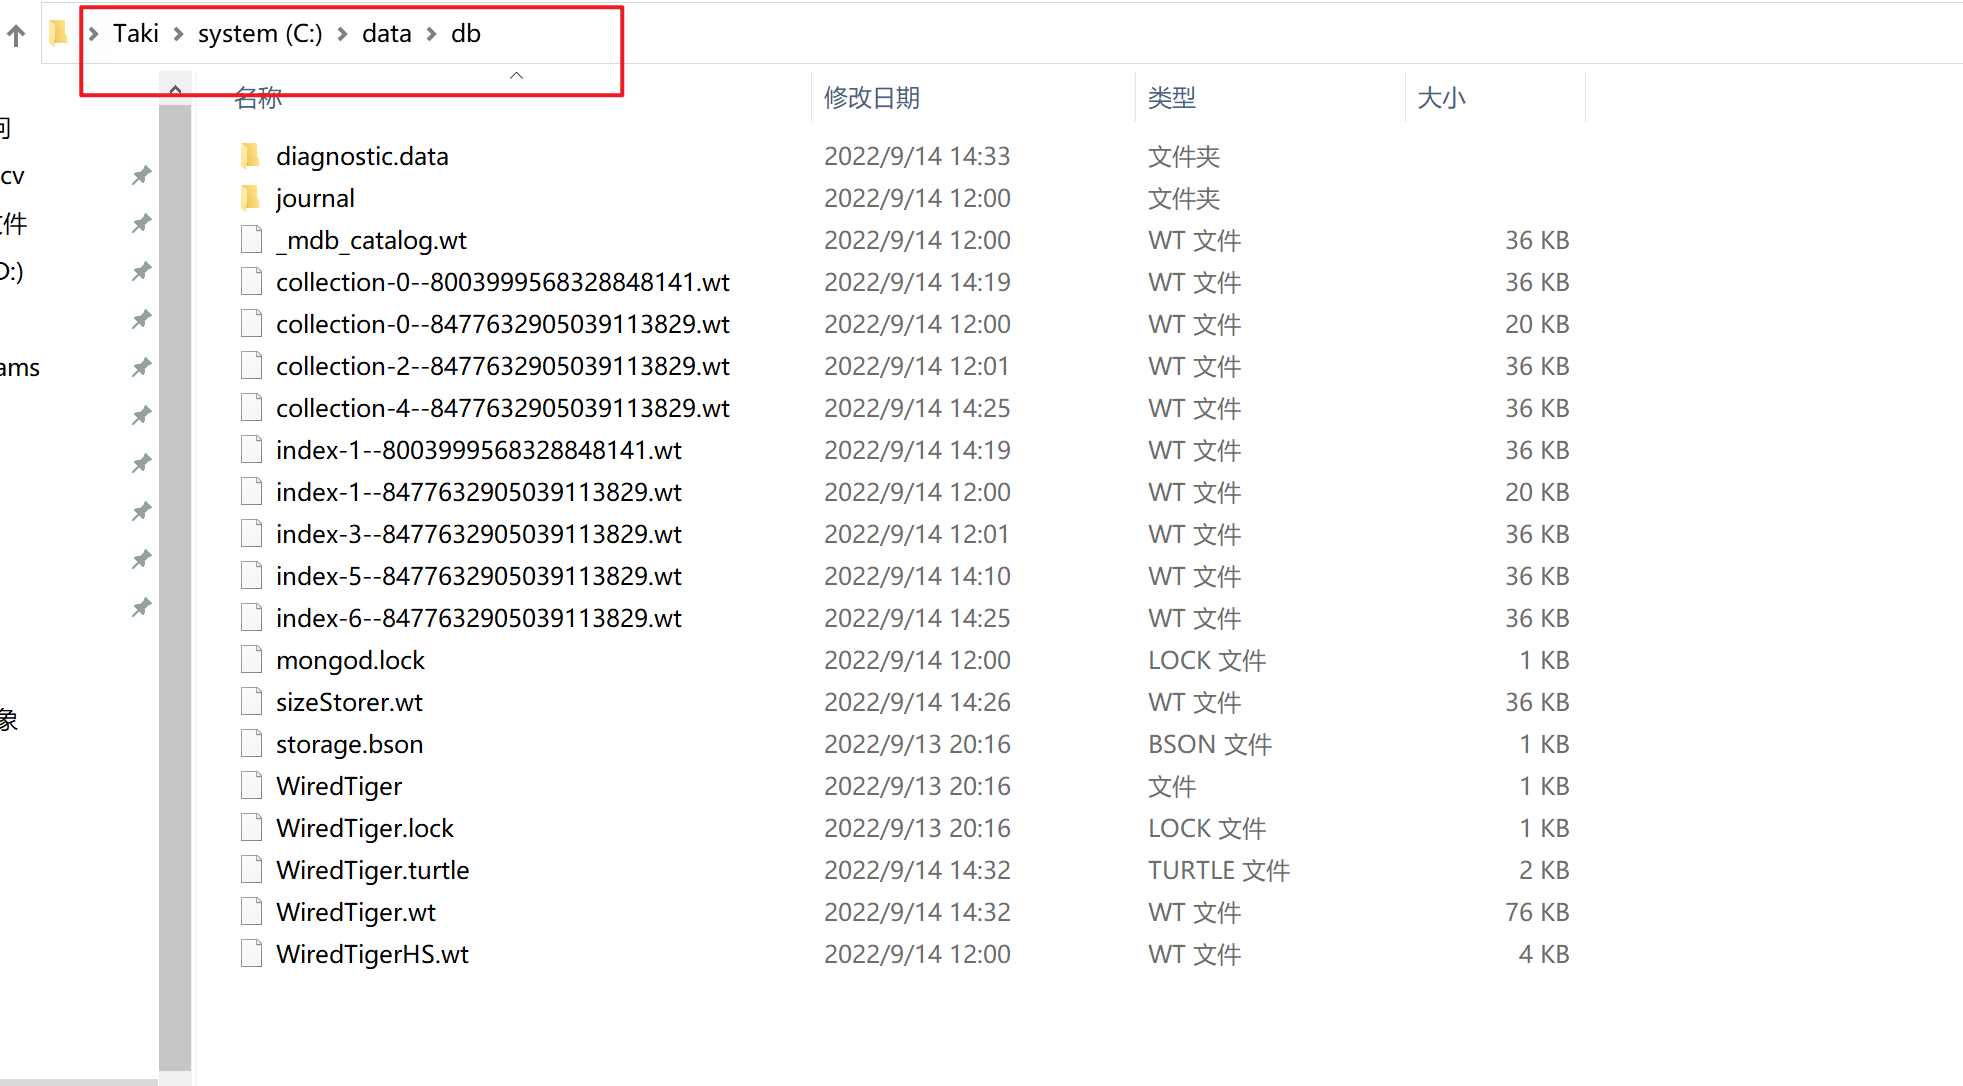 Taki system (C:) data db
名称 修改日期 类型 大小
cv
件
:)
ams
象
diagnostic.data 2022/9/14 14:33 文件夹
journal 2022/9/14 12:00 文件夹
_mdb_catalog.wt 2022/9/14 12:00 WT 文件 36 KB
collection-0--8003999568328848141.wt 2022/9/14 14:19 WT 文件 36 KB
collection-0--8477632905039113829.wt 2022/9/14 12:00 WT 文件 20 KB
collection-2--8477632905039113829.wt 2022/9/14 12:01 WT 文件 36 KB
collection-4--8477632905039113829.wt 2022/9/14 14:25 WT 文件 36 KB
index-1--8003999568328848141.wt 2022/9/14 14:19 WT 文件 36 KB
index-1--8477632905039113829.wt 2022/9/14 12:00 WT 文件 20 KB
index-3--8477632905039113829.wt 2022/9/14 12:01 WT 文件 36 KB
index-5--8477632905039113829.wt 2022/9/14 14:10 WT 文件 36 KB
index-6--8477632905039113829.wt 2022/9/14 14:25 WT 文件 36 KB
mongod.lock 2022/9/14 12:00 LOCK 文件 1 KB
sizeStorer.wt 2022/9/14 14:26 WT 文件 36 KB
storage.bson 2022/9/13 20:16 BSON 文件 1 KB
WiredTiger 2022/9/13 20:16 文件 1 KB
WiredTiger.lock 2022/9/13 20:16 LOCK 文件 1 KB
WiredTiger.turtle 2022/9/14 14:32 TURTLE 文件 2 KB
WiredTiger.wt 2022/9/14 14:32 WT 文件 76 KB
WiredTigerHS.wt 2022/9/14 12:00 WT 文件 4 KB